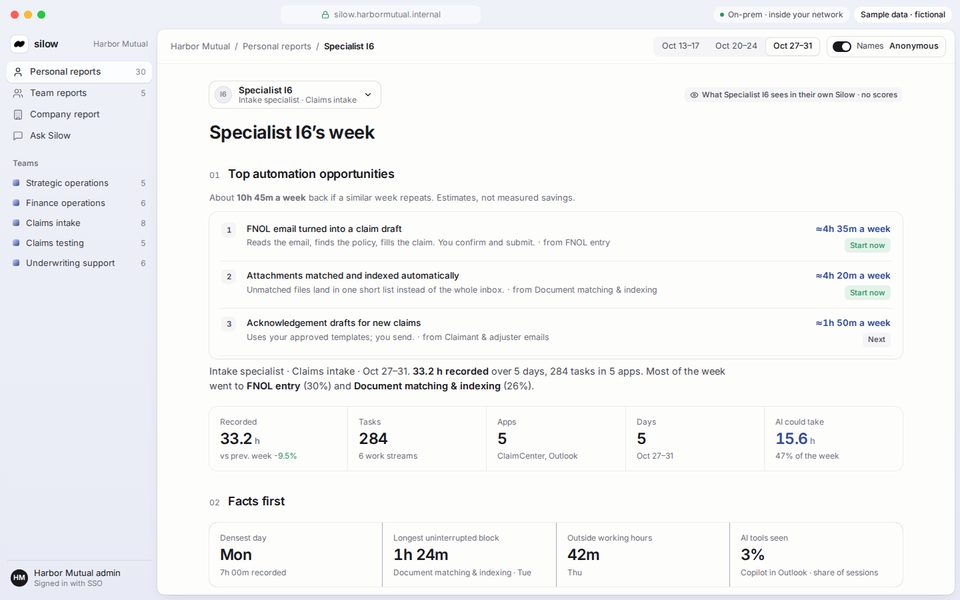 silow.harbormutual.internal
On-prem · inside your network
Sample data · fictional
silow
Harbor Mutual
Personal reports 30
Team reports 5
Company report
Ask Silow
Teams
Strategic operations 5
Finance operations 6
Claims intake 8
Claims testing 5
Underwriting support 6
HM
Harbor Mutual admin
Signed in with SSO
Harbor Mutual / Personal reports / Specialist I6
Oct 13–17 Oct 20–24 Oct 27–31
Names Anonymous
I6
Specialist I6
Intake specialist · Claims intake
What Specialist I6 sees in their own Silow · no scores
Specialist I6's week
01 Top automation opportunities
About 10h 45m a week back if a similar week repeats. Estimates, not measured savings.
1 FNOL email turned into a claim draft ≈4h 35m a week
Reads the email, finds the policy, fills the claim. You confirm and submit. · from FNOL entry Start now
2 Attachments matched and indexed automatically ≈4h 20m a week
Unmatched files land in one short list instead of the whole inbox. · from Document matching & indexing Start now
3 Acknowledgement drafts for new claims ≈1h 50m a week
Uses your approved templates; you send. · from Claimant & adjuster emails Next
Intake specialist · Claims intake · Oct 27–31. 33.2 h recorded over 5 days, 284 tasks in 5 apps. Most of the week
went to FNOL entry (30%) and Document matching & indexing (26%).
Recorded Tasks Apps Days AI could take
33.2 h 284 5 5 15.6 h
vs prev. week -9.5% 6 work streams ClaimCenter, Outlook Oct 27–31 47% of the week
02 Facts first
Densest day Longest uninterrupted block Outside working hours AI tools seen
Mon 1h 24m 42m 3%
7h 00m recorded Document matching & indexing · Tue Thu Copilot in Outlook · share of sessions